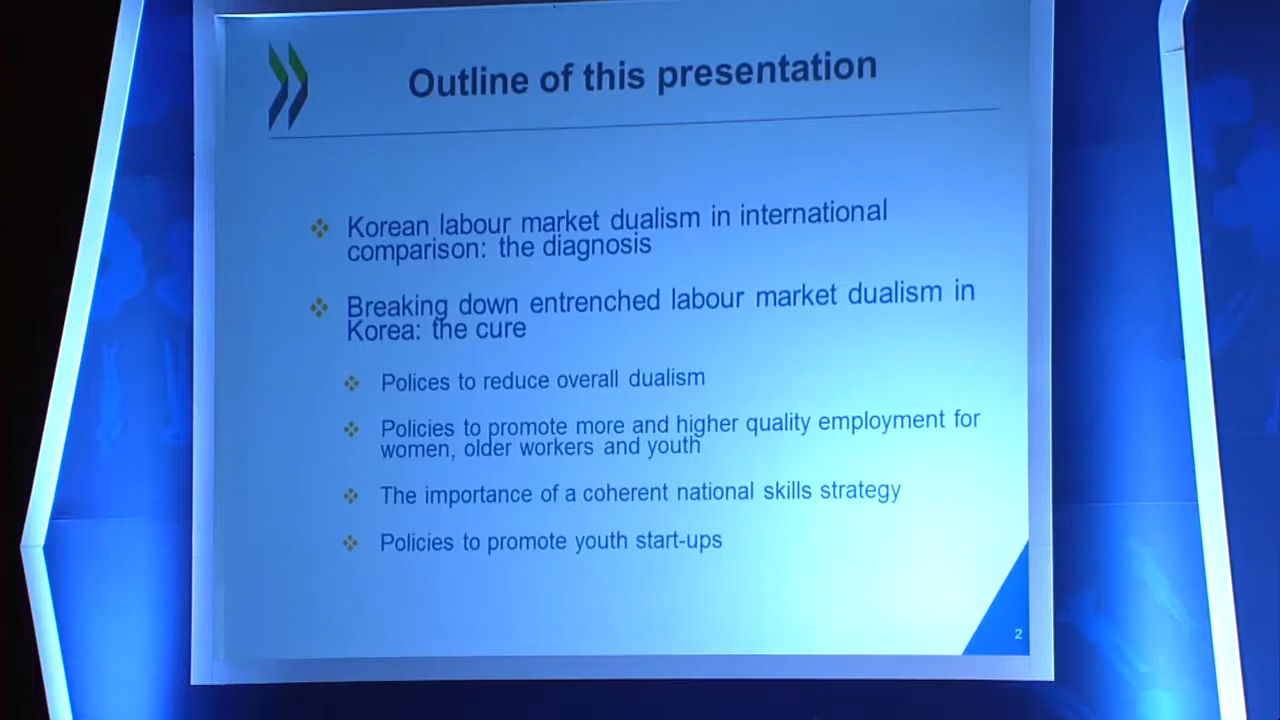 Outline of this presentation
Korean labour market dualism in international
comparison: the diagnosis
Breaking down entrenched labour market dualism in
Korea: the cure
Polices to reduce overall dualism
Policies to promote more and higher quality employment for
women, older workers and youth
The importance of a coherent national skills strategy
Policies to promote youth start-ups
2